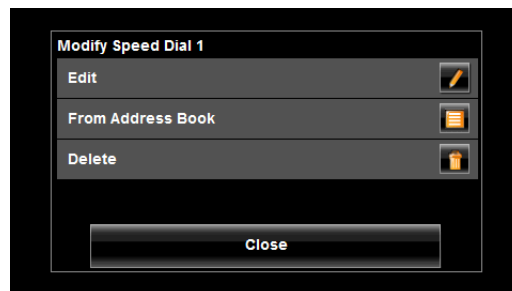 Modify Speed Dial 1
Edit
From Address Book
Delete
Close